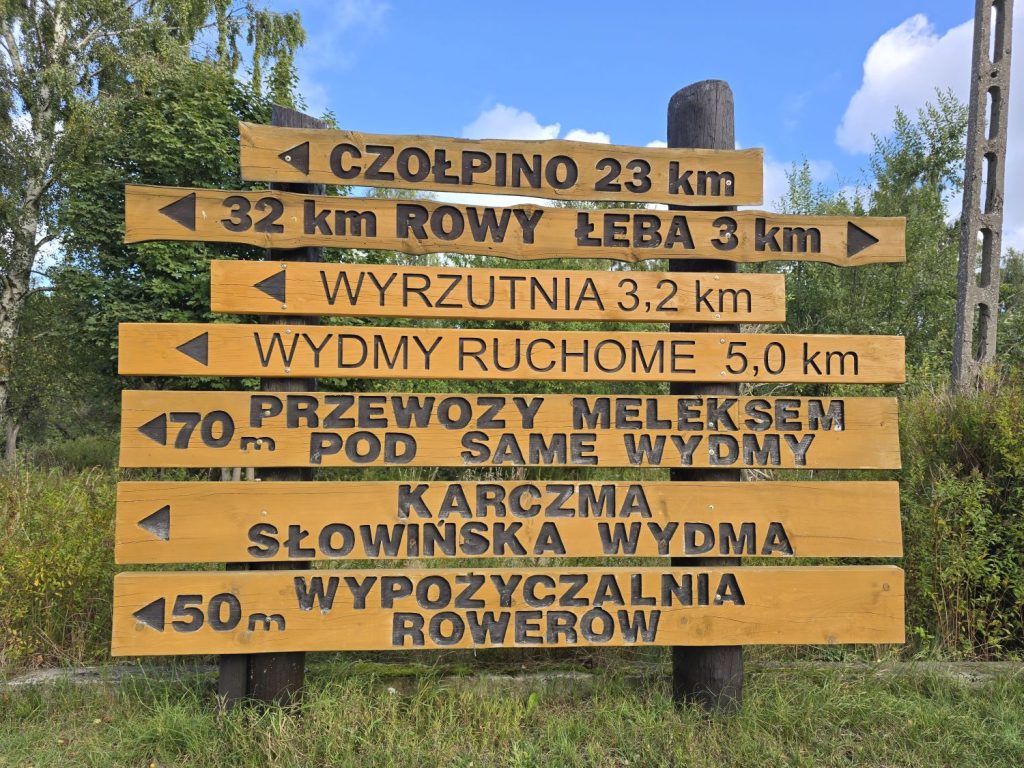 CZOŁPINO 23 km
32 km ROWY ŁEBA 3 km
WYRZUTNIA 3,2 km
WYDMY RUCHOME 5,0 km
70 m PRZEWOZY MELEKSEM
POD SAME WYDMY
KARCZMA
SŁOWIŃSKA WYDMA
50 m WYPOŻYCZALNIA
ROWERÓW